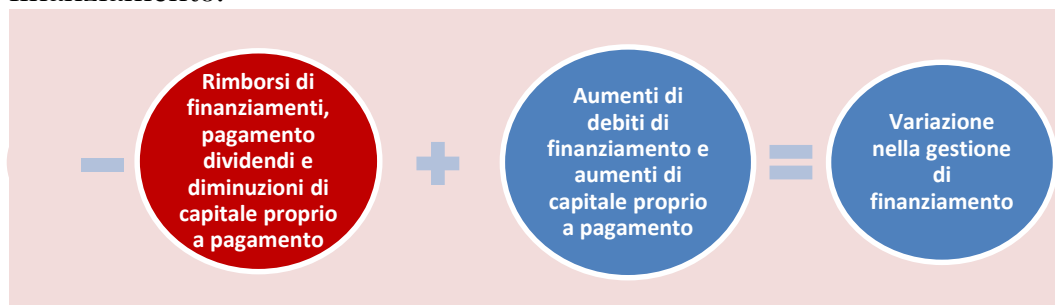 Rimborsi di
finanziamenti,
pagamento
dividendi e
diminuzioni di
capitale proprio
a pagamento
Aumenti di
debiti di
finanziamento e
aumenti di
capitale proprio
a pagamento
Variazione
nella gestione
di
finanziamento